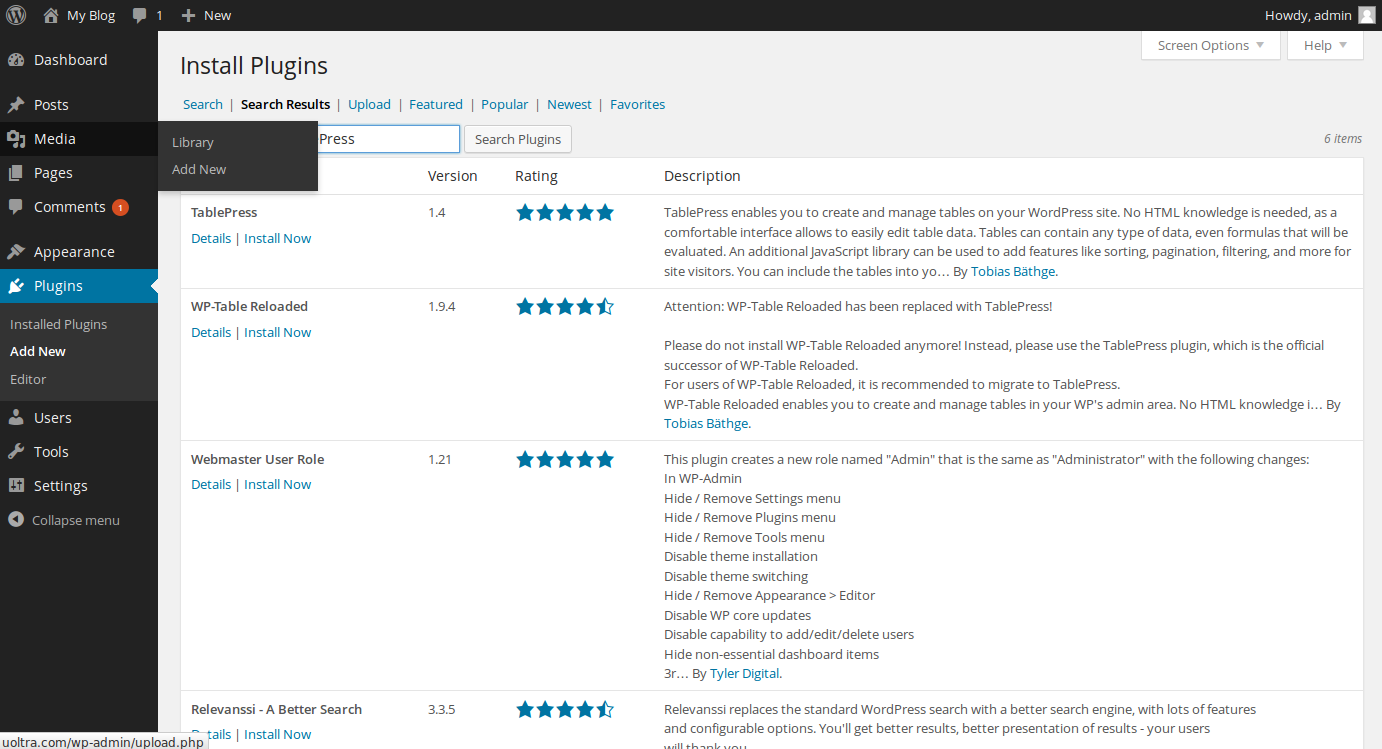 My Blog 1 New Howdy, admin
Screen Options Help
Install Plugins
Search | Search Results | Upload | Featured | Popular | Newest | Favorites
Press Search Plugins 6 items
Dashboard
Posts
Media
Library
Add New
Pages
Comments 1
Appearance
Plugins
Installed Plugins
Add New
Editor
Users
Tools
Settings
Collapse menu
Version Rating Description
TablePress 1.4
Details | Install Now
TablePress enables you to create and manage tables on your WordPress site. No HTML knowledge is needed, as a
comfortable interface allows to easily edit table data. Tables can contain any type of data, even formulas that will be
evaluated. An additional JavaScript library can be used to add features like sorting, pagination, filtering, and more for
site visitors. You can include the tables into yo… By Tobias Bäthge.
WP-Table Reloaded 1.9.4
Details | Install Now
Attention: WP-Table Reloaded has been replaced with TablePress!
Please do not install WP-Table Reloaded anymore! Instead, please use the TablePress plugin, which is the official
successor of WP-Table Reloaded.
For users of WP-Table Reloaded, it is recommended to migrate to TablePress.
WP-Table Reloaded enables you to create and manage tables in your WP's admin area. No HTML knowledge i… By
Tobias Bäthge.
Webmaster User Role 1.21
Details | Install Now
This plugin creates a new role named "Admin" that is the same as "Administrator" with the following changes:
In WP-Admin
Hide / Remove Settings menu
Hide / Remove Plugins menu
Hide / Remove Tools menu
Disable theme installation
Disable theme switching
Hide / Remove Appearance > Editor
Disable WP core updates
Disable capability to add/edit/delete users
Hide non-essential dashboard items
3r… By Tyler Digital.
Relevanssi - A Better Search 3.3.5
Details | Install Now
Relevanssi replaces the standard WordPress search with a better search engine, with lots of features
and configurable options. You'll get better results, better presentation of results - your users
will thank you.
uoltra.com/wp-admin/upload.php